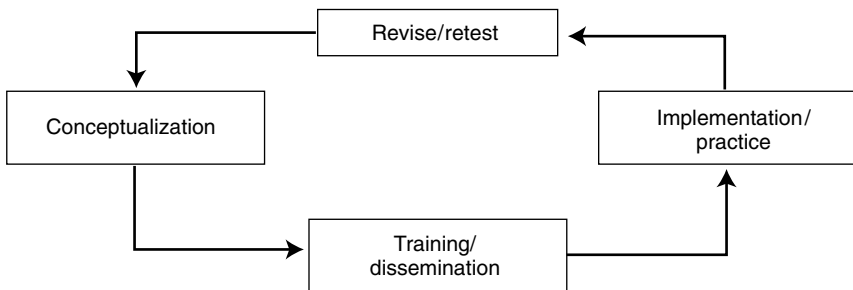 Revise/retest
Conceptualization
Implementation/
practice
Training/
dissemination